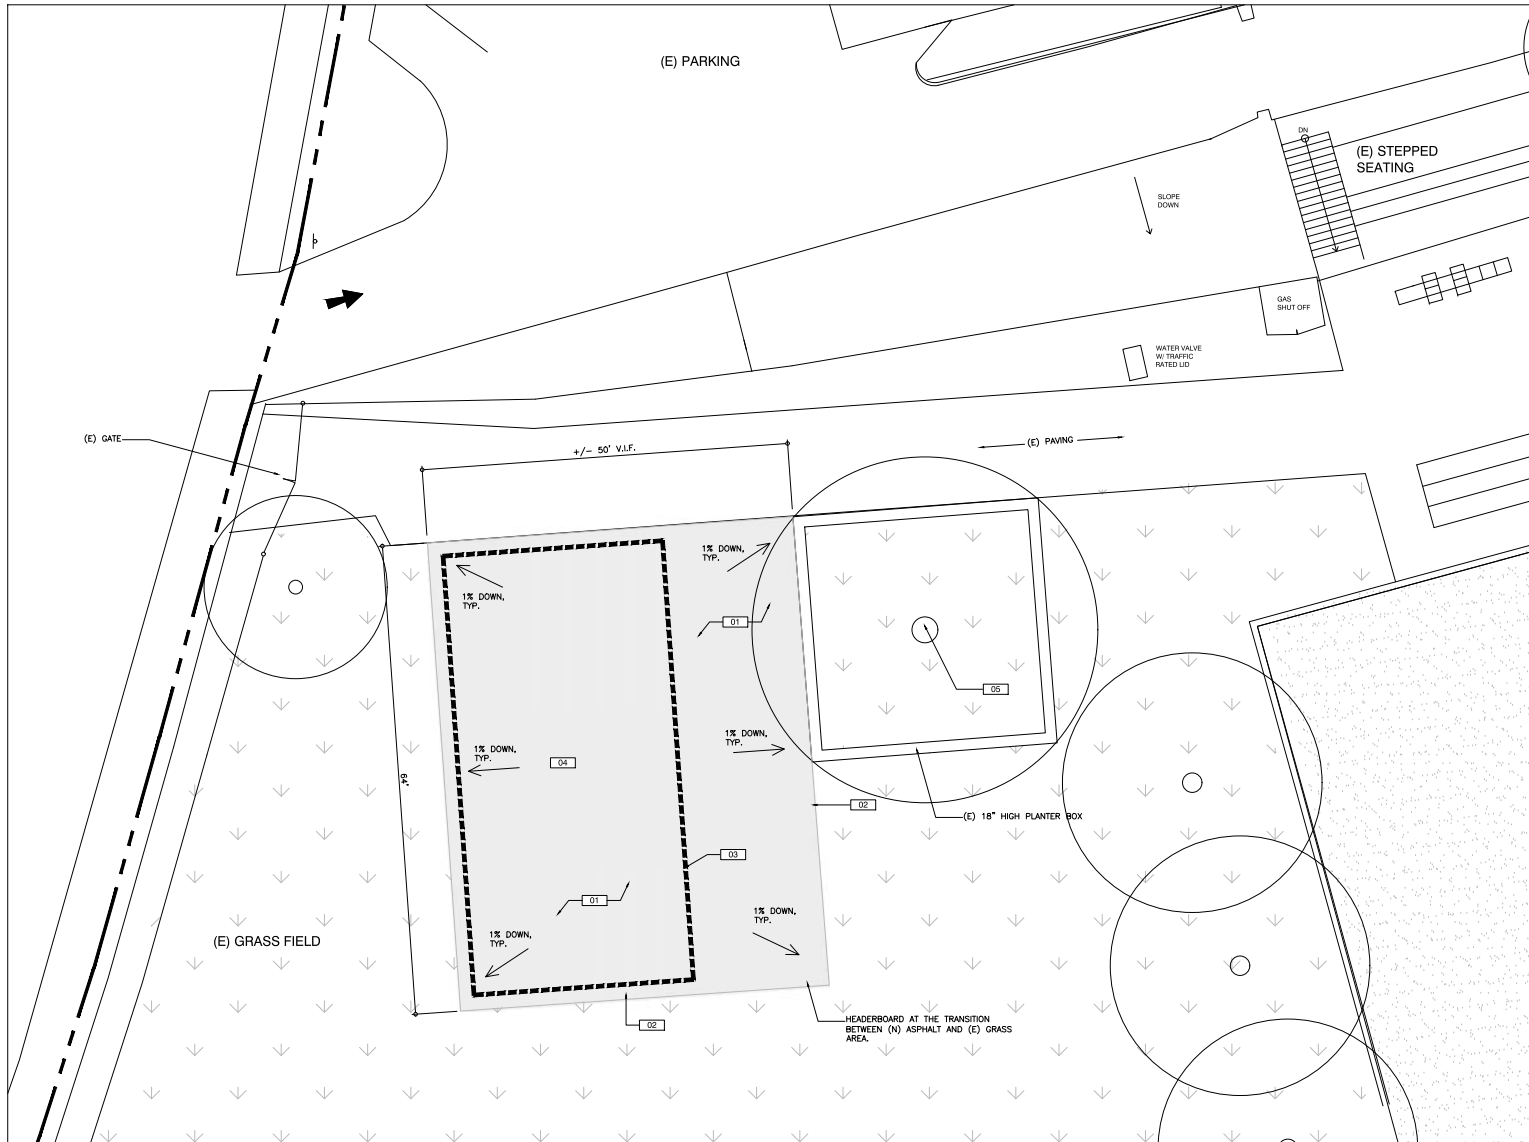 (E) PARKING
DN
(E) STEPPED
SEATING
SLOPE
DOWN
GAS
SHUT OFF
WATER VALVE
W/ TRAFFIC
RATED LID
(E) GATE
+/- 50' V.I.F.
(E) PAVING
1% DOWN,
TYP.
1% DOWN,
TYP.
01
05
1% DOWN,
TYP.
1% DOWN,
TYP.
04
64'
02
(E) 18" HIGH PLANTER BOX
03
01
1% DOWN,
TYP.
1% DOWN,
TYP.
(E) GRASS FIELD
02
HEADERBOARD AT THE TRANSITION
BETWEEN (N) ASPHALT AND (E) GRASS
AREA.